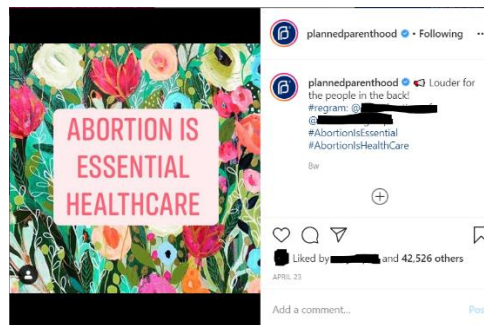 ABORTION IS
ESSENTIAL
HEALTHCARE
plannedparenthood • Following
plannedparenthood Louder for
the people in the back!
#regram: @
@
#AbortionIsEssential
#AbortionIsHealthCare
8w
Liked by and 42,526 others
APRIL 23
Add a comment...
Pos